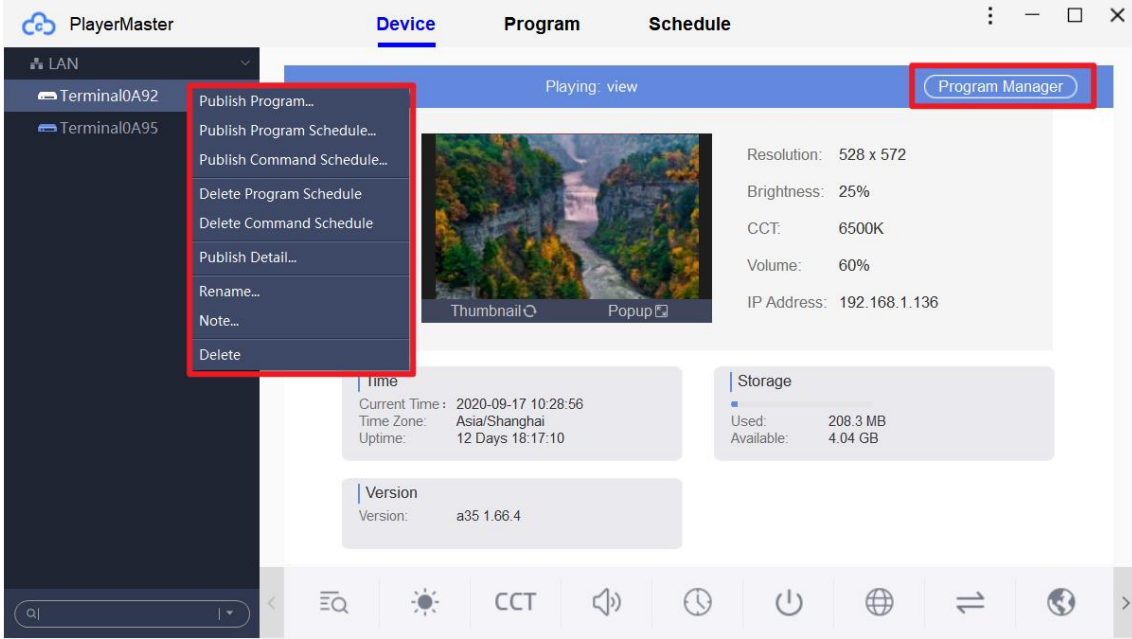 PlayerMaster
Device
Program
Schedule
LAN
Terminal0A92
Terminal0A95
Publish Program...
Publish Program Schedule...
Publish Command Schedule...
Delete Program Schedule
Delete Command Schedule
Publish Detail...
Rename...
Note...
Delete
Playing: view
Program Manager
Thumbnail
Popup
Resolution: 528 x 572
Brightness: 25%
CCT: 6500K
Volume: 60%
IP Address: 192.168.1.136
Time
Current Time: 2020-09-17 10:28:56
Time Zone: Asia/Shanghai
Uptime: 12 Days 18:17:10
Storage
Used: 208.3 MB
Available: 4.04 GB
Version
Version: a35 1.66.4
CCT